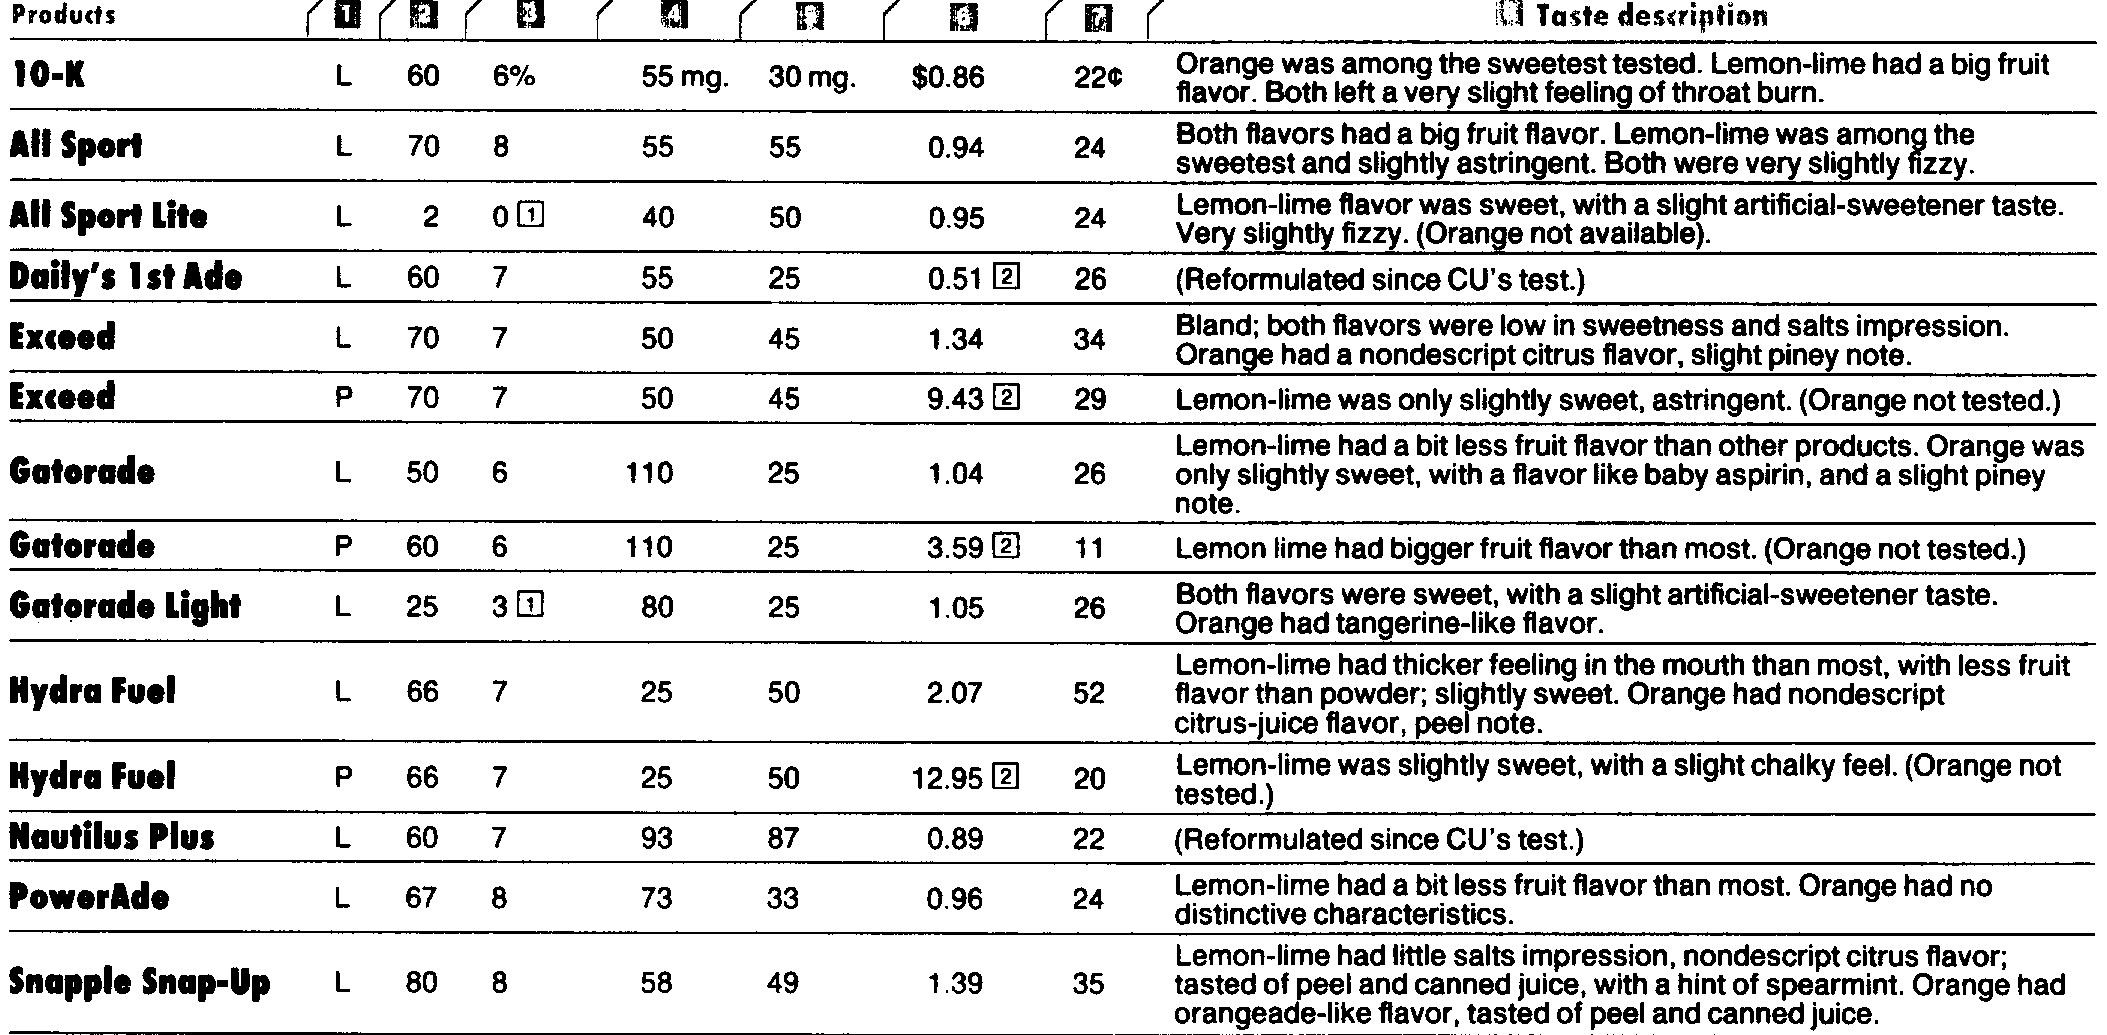 Products 1 2 3 4 5 6 7 8 Taste description
10-K L 60 6% 55 mg. 30 mg. $0.86 22¢ Orange was among the sweetest tested. Lemon-lime had a big fruit
flavor. Both left a very slight feeling of throat burn.
All Sport L 70 8 55 55 0.94 24 Both flavors had a big fruit flavor. Lemon-lime was among the
sweetest and slightly astringent. Both were very slightly fizzy.
All Sport Lite L 2 0 1 40 50 0.95 24 Lemon-lime flavor was sweet, with a slight artificial-sweetener taste.
Very slightly fizzy. (Orange not available).
Daily's 1st Ade L 60 7 55 25 0.51 2 26 (Reformulated since CU's test.)
Exceed L 70 7 50 45 1.34 34 Bland; both flavors were low in sweetness and salts impression.
Orange had a nondescript citrus flavor, slight piney note.
Exceed P 70 7 50 45 9.43 2 29 Lemon-lime was only slightly sweet, astringent. (Orange not tested.)
Gatorade L 50 6 110 25 1.04 26 Lemon-lime had a bit less fruit flavor than other products. Orange was
only slightly sweet, with a flavor like baby aspirin, and a slight piney
note.
Gatorade P 60 6 110 25 3.59 2 11 Lemon lime had bigger fruit flavor than most. (Orange not tested.)
Gatorade Light L 25 3 1 80 25 1.05 26 Both flavors were sweet, with a slight artificial-sweetener taste.
Orange had tangerine-like flavor.
Hydra Fuel L 66 7 25 50 2.07 52 Lemon-lime had thicker feeling in the mouth than most, with less fruit
flavor than powder; slightly sweet. Orange had nondescript
citrus-juice flavor, peel note.
Hydra Fuel P 66 7 25 50 12.95 2 20 Lemon-lime was slightly sweet, with a slight chalky feel. (Orange not
tested.)
Nautilus Plus L 60 7 93 87 0.89 22 (Reformulated since CU's test.)
PowerAde L 67 8 73 33 0.96 24 Lemon-lime had a bit less fruit flavor than most. Orange had no
distinctive characteristics.
Snapple Snap-Up L 80 8 58 49 1.39 35 Lemon-lime had little salts impression, nondescript citrus flavor;
tasted of peel and canned juice, with a hint of spearmint. Orange had
orangeade-like flavor, tasted of peel and canned juice.